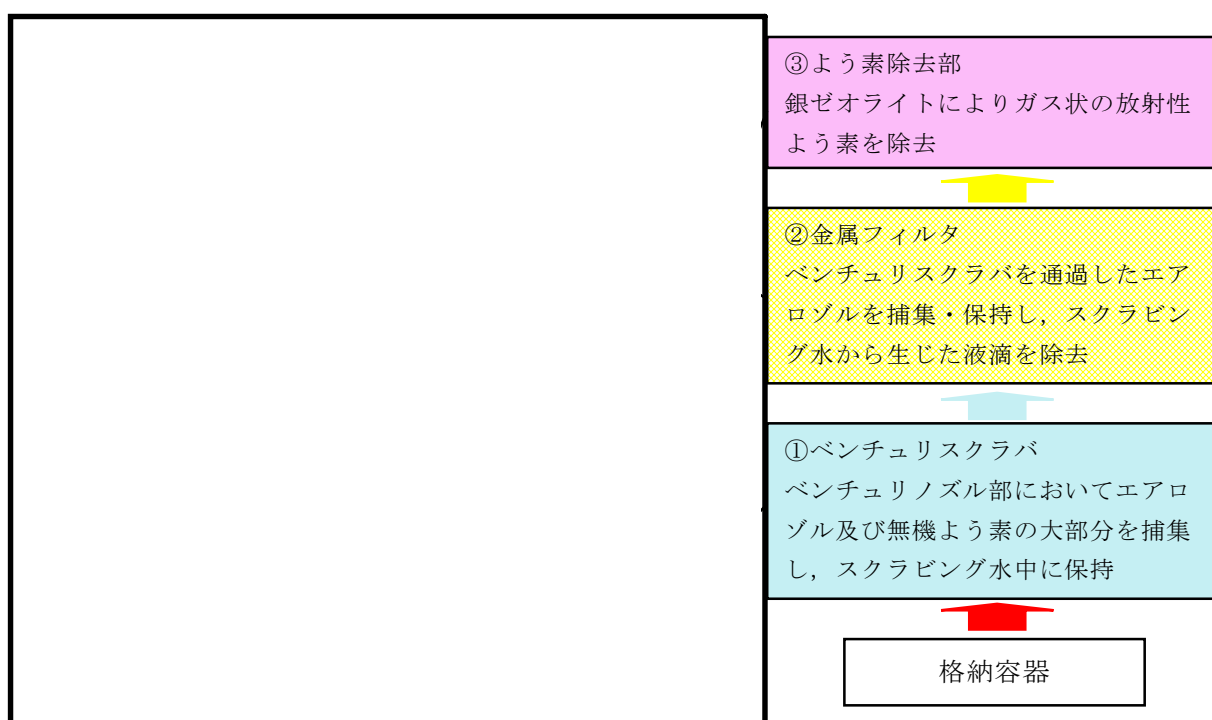 ③よう素除去部
銀ゼオライトによりガス状の放射性
よう素を除去
②金属フィルタ
ベンチュリスクラバを通過したエア
ロゾルを捕集・保持し，スクラビン
グ水から生じた液滴を除去
①ベンチュリスクラバ
ベンチュリノズル部においてエアロ
ゾル及び無機よう素の大部分を捕集
し，スクラビング水中に保持
格納容器